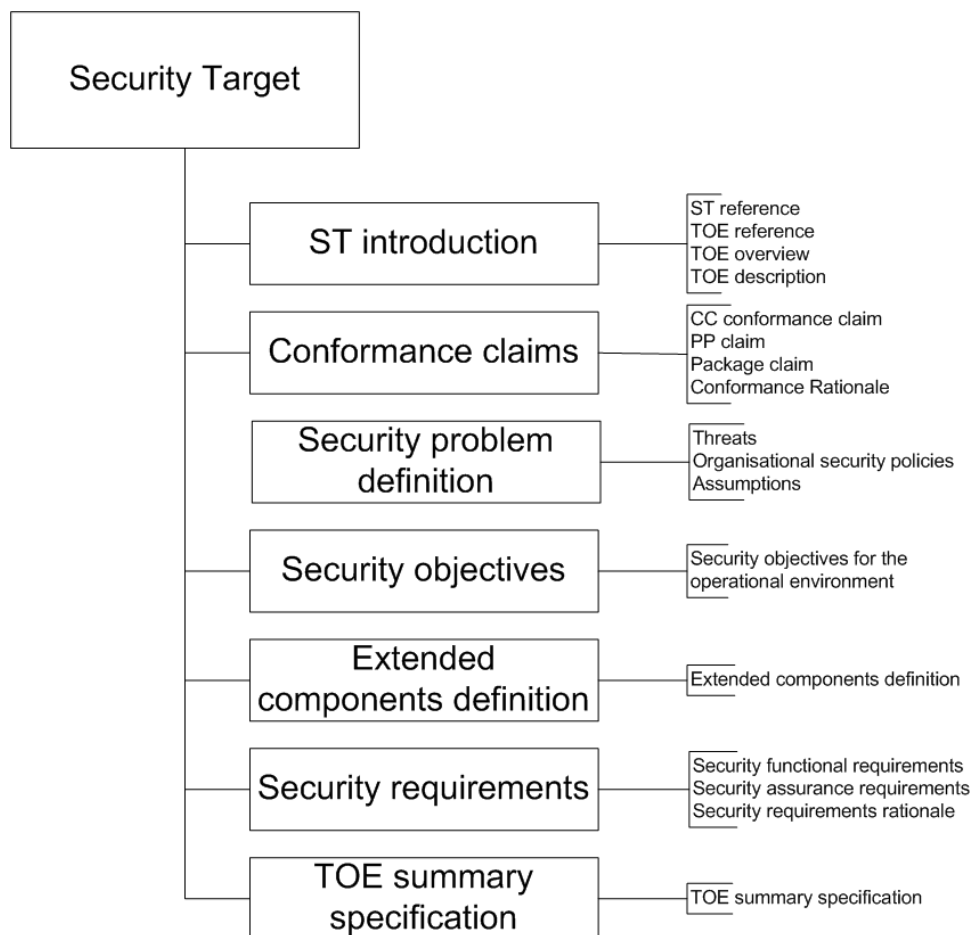 Security Target
ST introduction
ST reference
TOE reference
TOE overview
TOE description
Conformance claims
CC conformance claim
PP claim
Package claim
Conformance Rationale
Security problem
definition
Threats
Organisational security policies
Assumptions
Security objectives
Security objectives for the
operational environment
Extended
components definition
Extended components definition
Security requirements
Security functional requirements
Security assurance requirements
Security requirements rationale
TOE summary
specification
TOE summary specification